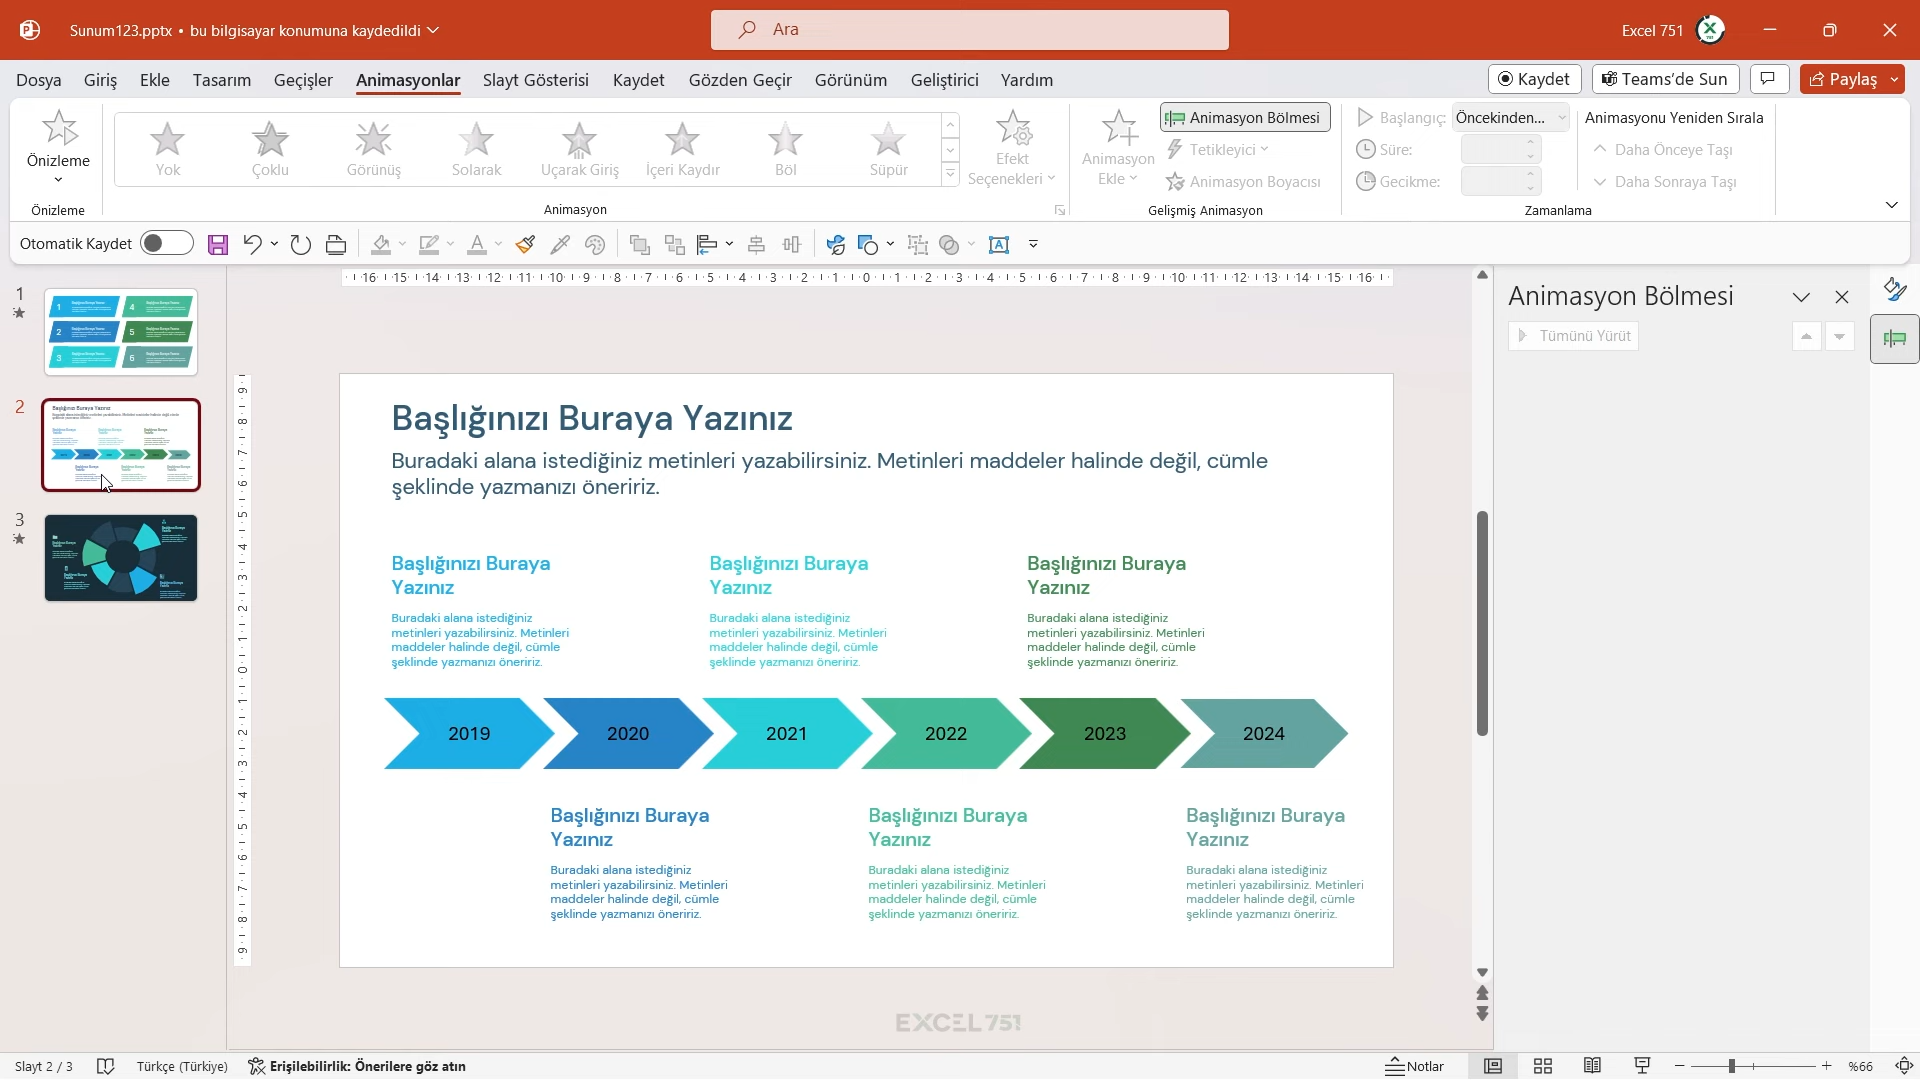 Sunum123.pptx • bu bilgisayar konumuna kaydedildi
Ara
Excel 751
Dosya Giriş Ekle Tasarım Geçişler Animasyonlar Slayt Gösterisi Kaydet Gözden Geçir Görünüm Geliştirici Yardım
Kaydet
Teams'de Sun
Paylaş
Önizleme
Önizleme
Yok
Çoklu
Görünüş
Solarak
Uçarak Giriş
İçeri Kaydır
Böl
Süpür
Animasyon
Efekt
Seçenekleri
Animasyon
Ekle
Animasyon Bölmesi
Tetikleyici
Animasyon Boyacısı
Gelişmiş Animasyon
Başlangıç: Öncekinden...
Süre:
Gecikme:
Animasyonu Yeniden Sırala
Daha Önceye Taşı
Daha Sonraya Taşı
Zamanlama
Otomatik Kaydet
1
2
3
Başlığınızı Buraya Yazınız
Buradaki alana istediğiniz metinleri yazabilirsiniz. Metinleri maddeler halinde değil, cümle
şeklinde yazmanızı öneririz.
Başlığınızı Buraya
Yazınız
Buradaki alana istediğiniz
metinleri yazabilirsiniz. Metinleri
maddeler halinde değil, cümle
şeklinde yazmanızı öneririz.
Başlığınızı Buraya
Yazınız
Buradaki alana istediğiniz
metinleri yazabilirsiniz. Metinleri
maddeler halinde değil, cümle
şeklinde yazmanızı öneririz.
Başlığınızı Buraya
Yazınız
Buradaki alana istediğiniz
metinleri yazabilirsiniz. Metinleri
maddeler halinde değil, cümle
şeklinde yazmanızı öneririz.
2019 2020 2021 2022 2023 2024
Başlığınızı Buraya
Yazınız
Buradaki alana istediğiniz
metinleri yazabilirsiniz. Metinleri
maddeler halinde değil, cümle
şeklinde yazmanızı öneririz.
Başlığınızı Buraya
Yazınız
Buradaki alana istediğiniz
metinleri yazabilirsiniz. Metinleri
maddeler halinde değil, cümle
şeklinde yazmanızı öneririz.
Başlığınızı Buraya
Yazınız
Buradaki alana istediğiniz
metinleri yazabilirsiniz. Metinleri
maddeler halinde değil, cümle
şeklinde yazmanızı öneririz.
EXCEL 751
Animasyon Bölmesi
Tümünü Yürüt
Slayt 2 / 3
Türkçe (Türkiye)
Erişilebilirlik: Önerilere göz atın
Notlar
%66